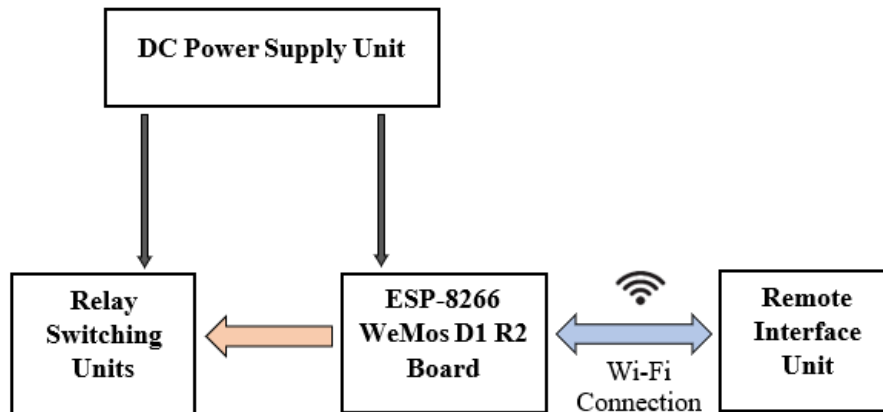 DC Power Supply Unit
Relay
Switching
Units
ESP-8266
WeMos D1 R2
Board
Wi-Fi
Connection
Remote
Interface
Unit